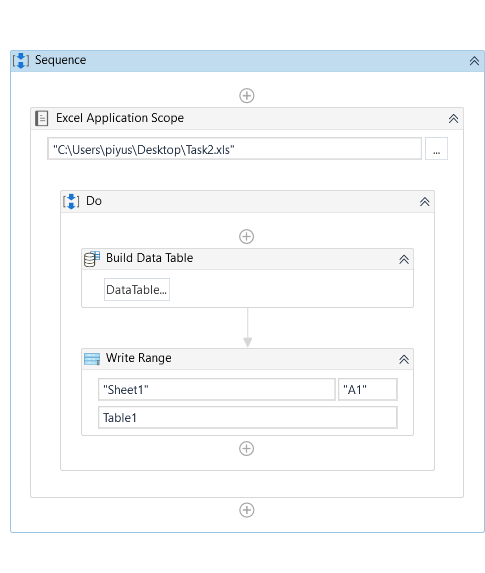 Sequence
Excel Application Scope
"C:\Users\piyus\Desktop\Task2.xls"
...
Do
Build Data Table
DataTable...
Write Range
"Sheet1" "A1"
Table1